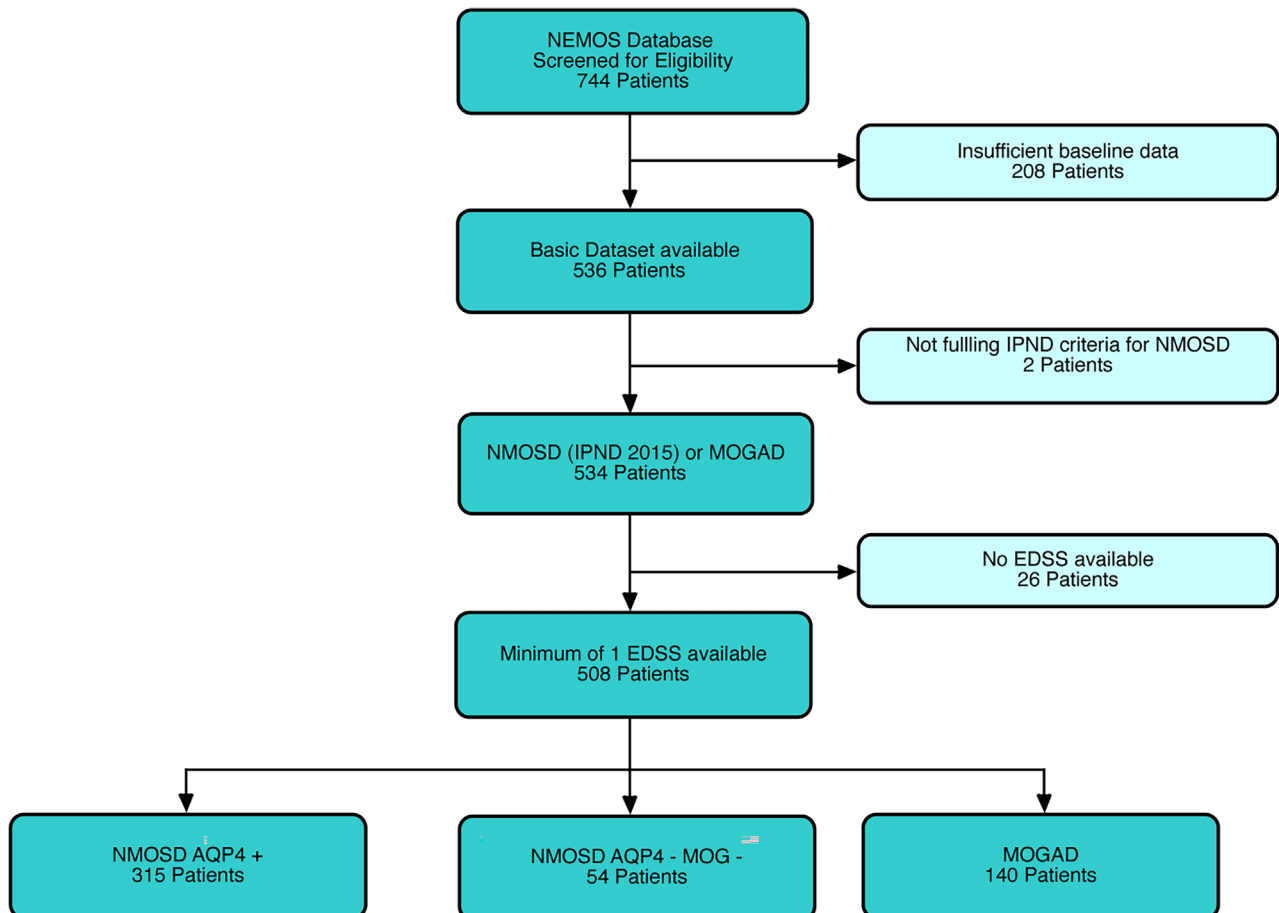 NEMOS Database
Screened for Eligibility
744 Patients
Insufficient baseline data
208 Patients
Basic Dataset available
536 Patients
Not fullling IPND criteria for NMOSD
2 Patients
NMOSD (IPND 2015) or MOGAD
534 Patients
No EDSS available
26 Patients
Minimum of 1 EDSS available
508 Patients
NMOSD AQP4 +
315 Patients
NMOSD AQP4 - MOG -
54 Patients
MOGAD
140 Patients